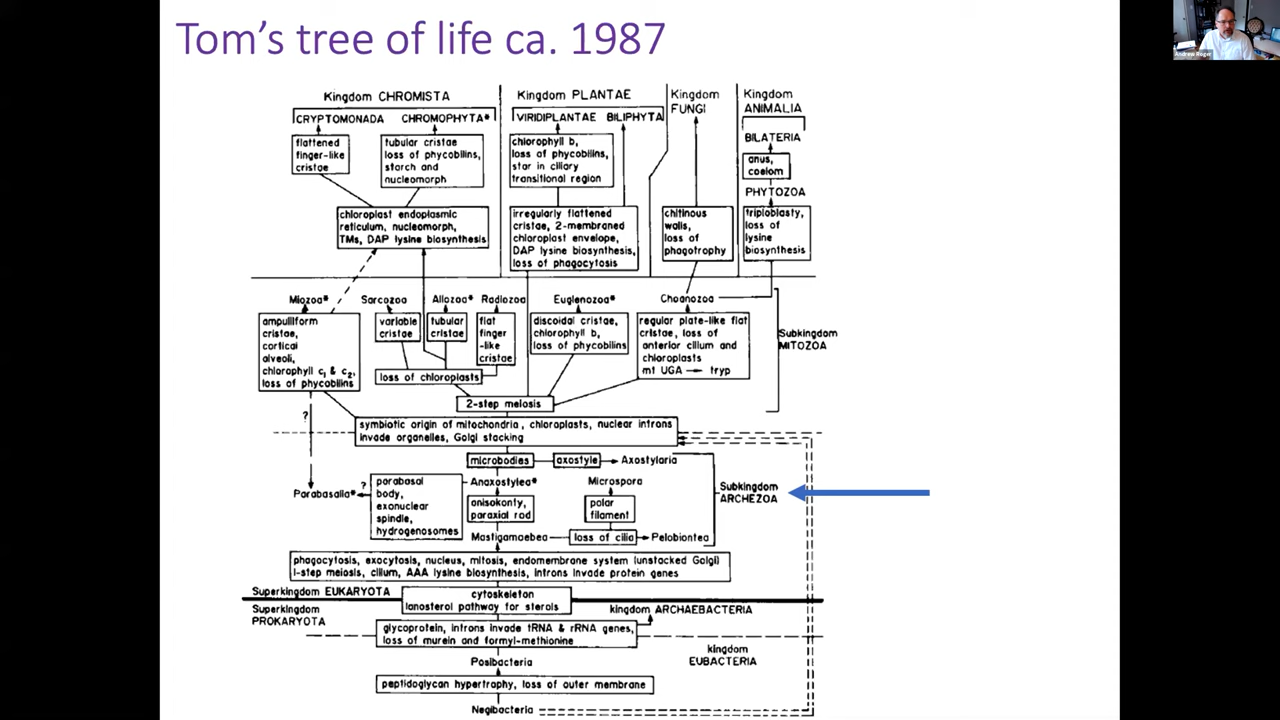 Tom's tree of life ca. 1987
Andrew Roger
Kingdom CHROMISTA
CRYPTOMONADA
CHROMOPHYTA*
flattened
finger-like
cristae
tubular cristae
loss of phycobilins,
starch and
nucleomorph
chloroplast endoplasmic
reticulum, nucleomorph,
TMs, DAP lysine biosynthesis
Kingdom PLANTAE
VIRIDIPLANTAE
BILIPHYTA
chlorophyll b,
loss of phycobilins,
star in ciliary
transitional region
irregularly flattened
cristae, 2-membraned
chloroplast envelope,
DAP lysine biosynthesis,
loss of phagocytosis
Kingdom
FUNGI
chitinous
walls,
loss of
phagotrophy
Kingdom
ANIMALIA
BILATERIA
anus,
coelom
PHYTOZOA
triploblasty,
loss of
lysine
biosynthesis
Miozoa*
Sarcozoa
Allozoa*
Radiozoa
Euglenozoa*
Choanozoa
ampulliform
cristae,
cortical
alveoli,
chlorophyll c1 & c2,
loss of phycobilins
variable
cristae
tubular
cristae
flat
finger
-like
cristae
discoidal cristae,
chlorophyll b,
loss of phycobilins
regular plate-like flat
cristae, loss of
anterior cilium and
chloroplasts
mt UGA → tryp
Subkingdom
MITOZOA
loss of chloroplasts
2-step meiosis
?
symbiotic origin of mitochondria, chloroplasts, nuclear introns
invade organelles, Golgi stacking
microbodies
axostyle
Axostylaria
Parabasalia*
?
parabasal
body,
exonuclear
spindle,
hydrogenosomes
Anaxostylea*
anisokonty,
paraxial rod
Microspora
polar
filament
Subkingdom
ARCHEZOA
Mastigamoebea
loss of cilia
Pelobiontea
phagocytosis, exocytosis, nucleus, mitosis, endomembrane system (unstacked Golgi)
1-step meiosis, cilium, AAA lysine biosynthesis, introns invade protein genes
Superkingdom EUKARYOTA
cytoskeleton
lanosterol pathway for sterols
Superkingdom
PROKARYOTA
kingdom ARCHAEBACTERIA
glycoprotein, introns invade tRNA & rRNA genes,
loss of murein and formyl-methionine
kingdom
EUBACTERIA
Posibacteria
peptidoglycan hypertrophy, loss of outer membrane
Negibacteria